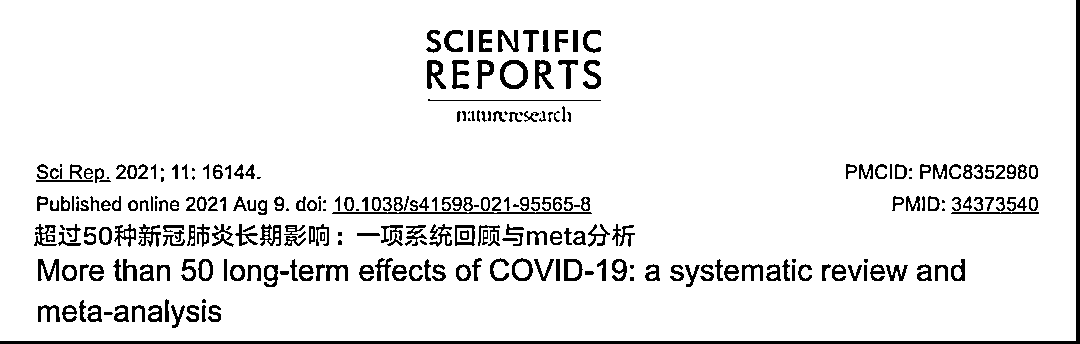 SCIENTIFIC
REPORTS
natureresearch
Sci Rep. 2021; 11: 16144.
PMCID: PMC8352980
Published online 2021 Aug 9. doi: 10.1038/s41598-021-95565-8
PMID: 34373540
超过50种新冠肺炎长期影响：一项系统回顾与meta分析
More than 50 long-term effects of COVID-19: a systematic review and
meta-analysis